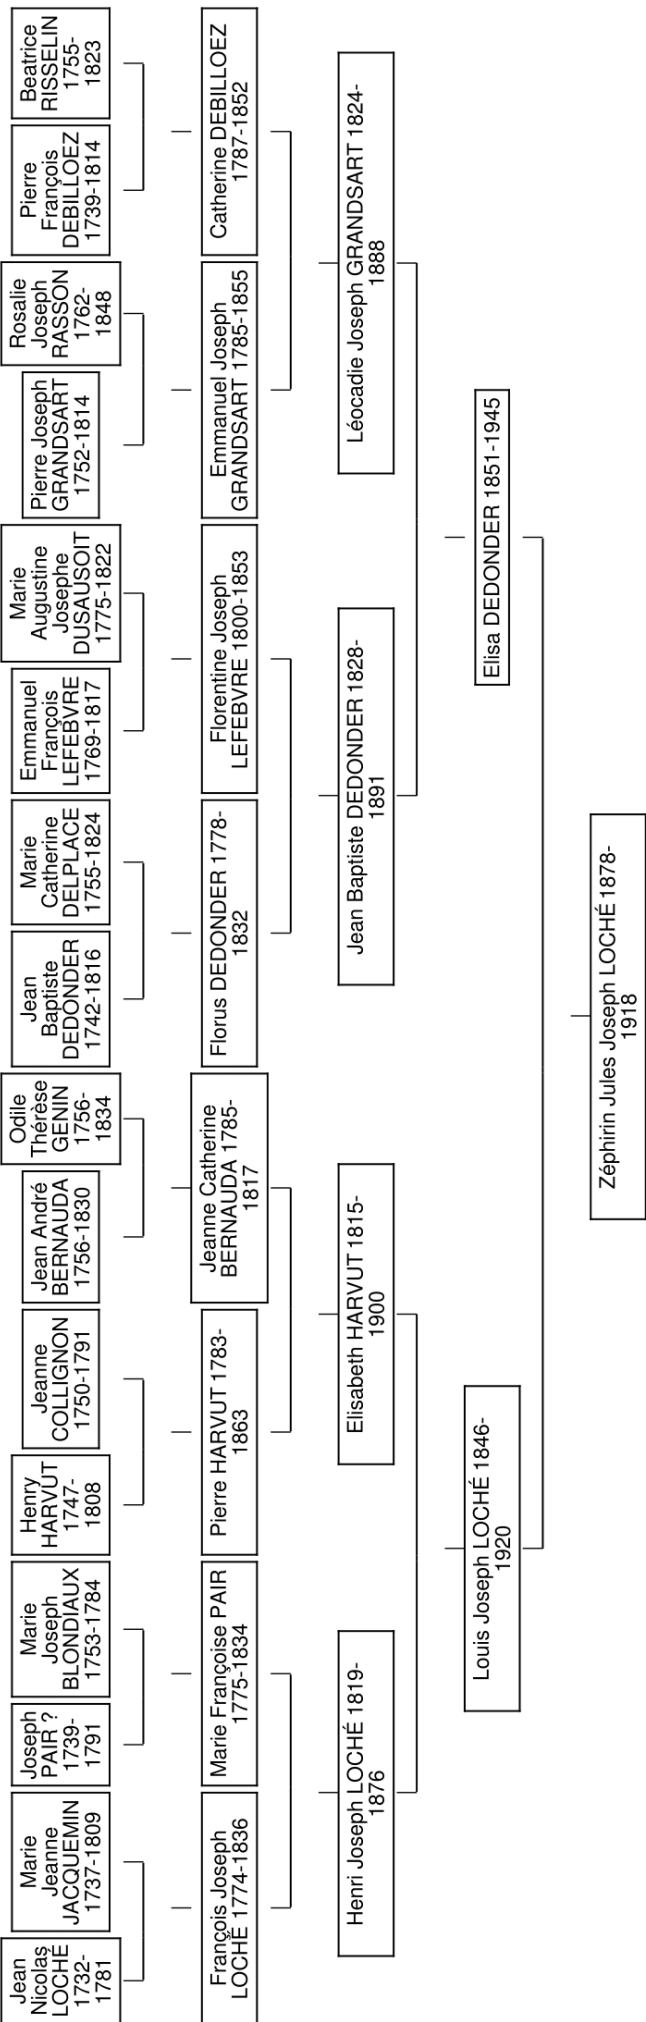 Jean
Nicolas
LOCHÉ
1732-
1781
Marie
Jeanne
JACQUEMIN
1737-1809
Joseph
PAIR ?
1739-
1791
Marie
Joseph
BLONDIAUX
1753-1784
Henry
HARVUT
1747-
1808
Jeanne
COLLIGNON
1750-1791
Jean André
BERNAUDA
1756-1830
Odile
Thérèse
GENIN
1756-
1834
Jean
Baptiste
DEDONDER
1742-1816
Marie
Catherine
DELPLACE
1755-1824
Emmanuel
François
LEFEBVRE
1769-1817
Marie
Augustine
Josephe
DUSAUSOIT
1775-1822
Pierre Joseph
GRANDSART
1752-1814
Rosalie
Joseph
RASSON
1762-
1848
Pierre
François
DEBILLOEZ
1739-1814
Beatrice
RISSELIN
1755-
1823
François Joseph
LOCHÉ 1774-1836
Marie Françoise PAIR
1775-1834
Pierre HARVUT 1783-
1863
Jeanne Catherine
BERNAUDA 1785-
1817
Florus DEDONDER 1778-
1832
Florentine Joseph
LEFEBVRE 1800-1853
Emmanuel Joseph
GRANDSART 1785-1855
Catherine DEBILLOEZ
1787-1852
Henri Joseph LOCHÉ 1819-
1876
Elisabeth HARVUT 1815-
1900
Jean Baptiste DEDONDER 1828-
1891
Léocadie Joseph GRANDSART 1824-
1888
Louis Joseph LOCHÉ 1846-
1920
Elisa DEDONDER 1851-1945
Zéphirin Jules Joseph LOCHÉ 1878-
1918